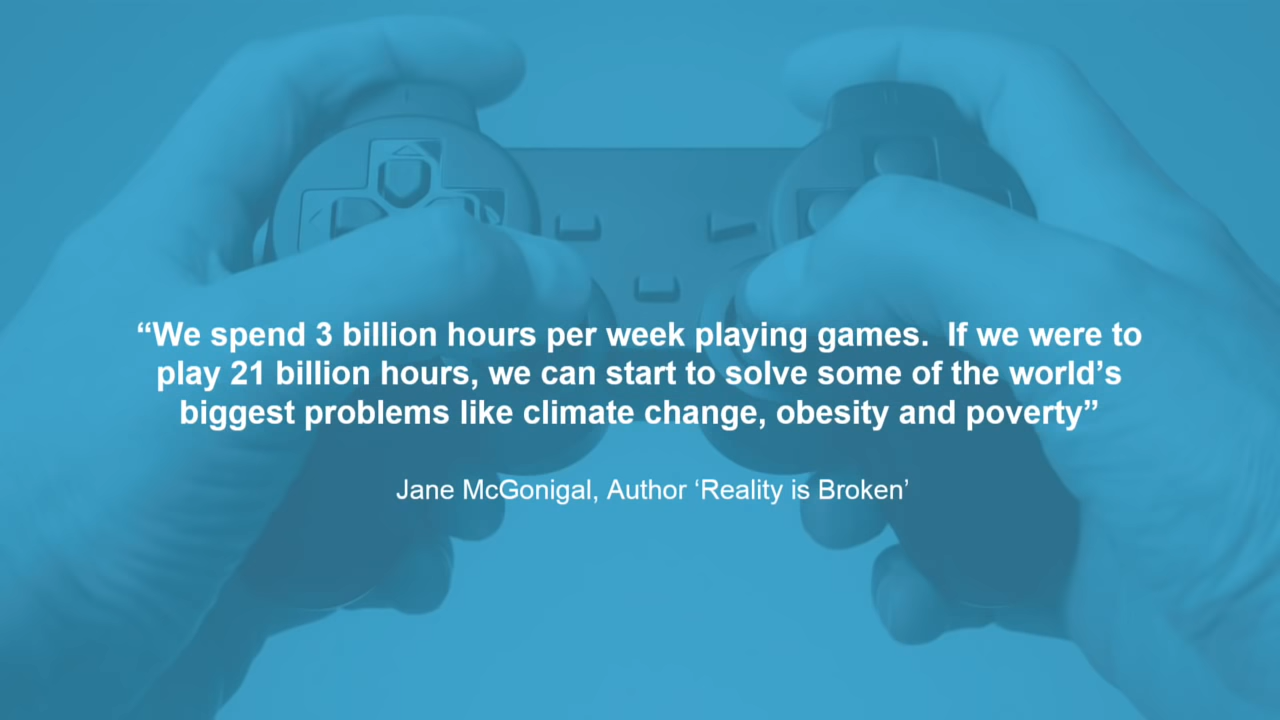 “We spend 3 billion hours per week playing games.  If we were to
play 21 billion hours, we can start to solve some of the world’s
biggest problems like climate change, obesity and poverty”
Jane McGonigal, Author ‘Reality is Broken’